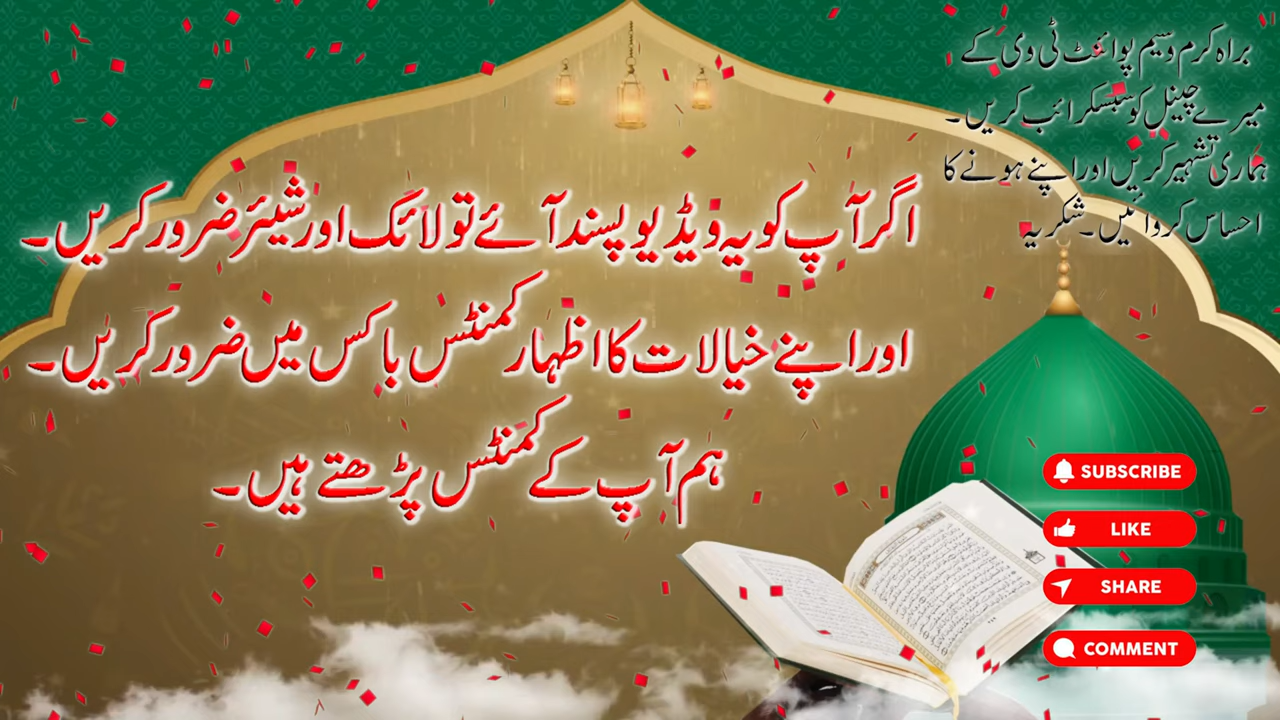 براہ کرم وسیم پوائنٹ ٹی وی کے
میرے چینل کو سبسکرائب کریں۔
ہماری تشہیر کریں اور اپنے ہونے کا
احساس کروائیں۔ شکریہ
اگر آپ کو یہ ویڈیو پسند آئے تو لائک اور شیئر ضرور کریں۔
اور اپنے خیالات کا اظہار کمنٹس باکس میں ضرور کریں۔
ہم آپ کے کمنٹس پڑھتے ہیں۔
SUBSCRIBE
LIKE
SHARE
COMMENT